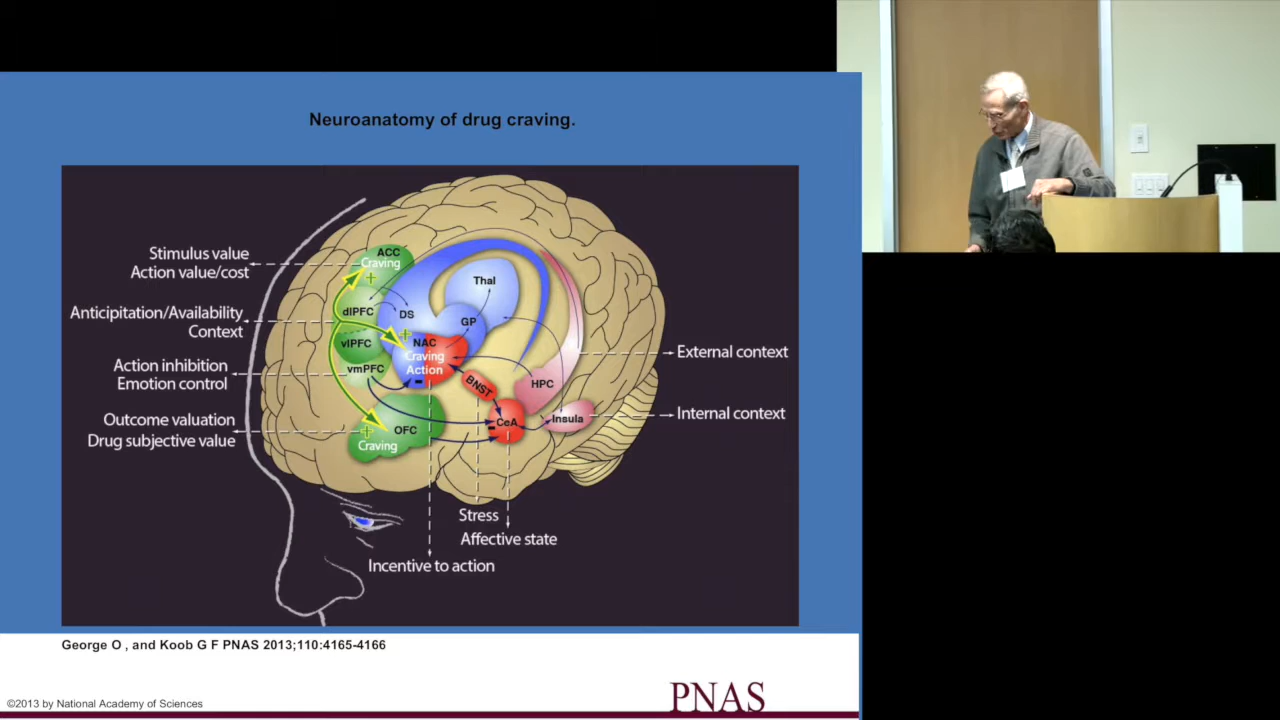 Neuroanatomy of drug craving.
Stimulus value
Action value/cost
Anticipitation/Availability
Context
Action inhibition
Emotion control
Outcome valuation
Drug subjective value
ACC
Craving
+
dlPFC
DS
vlPFC
vmPFC
Thal
GP
+
NAC
Craving
Action
-
BNST
HPC
CeA
-
Insula
OFC
+
Craving
External context
Internal context
Stress
Affective state
Incentive to action
George O , and Koob G F PNAS 2013;110:4165-4166
©2013 by National Academy of Sciences
PNAS